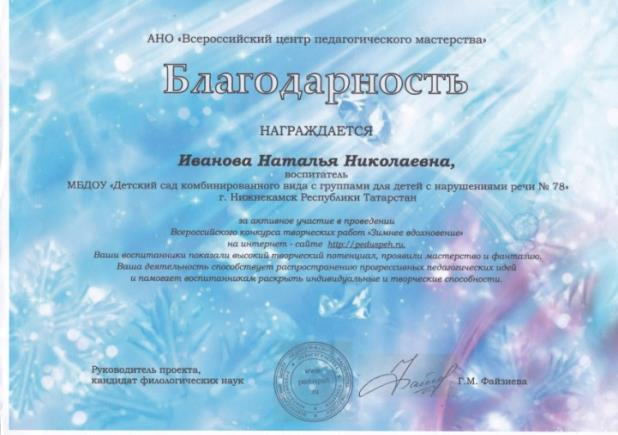 АНО «Всероссийский центр педагогического мастерства»
Благодарность
НАГРАЖДАЕТСЯ
Иванова Наталья Николаевна,
воспитатель
МБДОУ «Детский сад комбинированного вида с группами для детей с нарушениями речи № 78»
г. Нижнекамск Республики Татарстан
за активное участие в проведении
Всероссийского конкурса творческих работ «Зимнее вдохновение»
на интернет - сайте http://peduspeh.ru.
Ваши воспитанники показали высокий творческий потенциал, проявили мастерство и фантазию.
Ваша деятельность способствует распространению прогрессивных педагогических идей
и помогает воспитанникам раскрыть индивидуальные и творческие способности.
Руководитель проекта,
кандидат филологических наук
Г.М. Файзиева